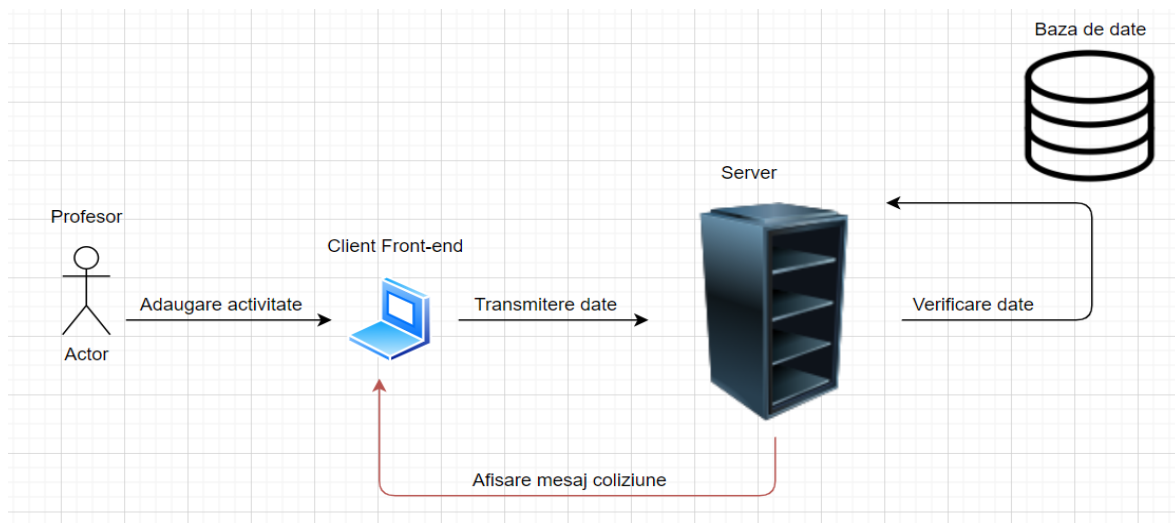 Baza de date
Server
Profesor
Client Front-end
Adaugare activitate
Transmitere date
Verificare date
Actor
Afisare mesaj coliziune